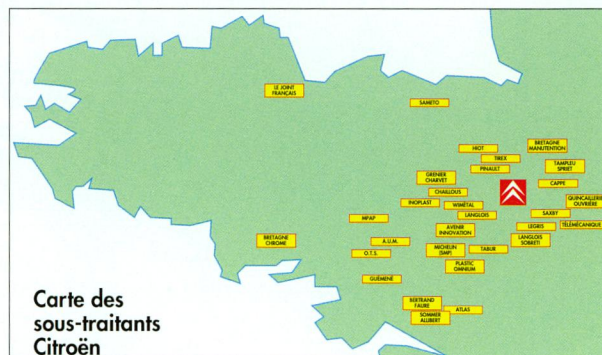 LE JOINT
FRANÇAIS
SAMETO
HIOT
BRETAGNE
MANUTENTION
TIREX
PINAULT
TAMPLEU
SPRIET
GRENIER
CHARVET
CAPPE
CHAILLOUS
INOPLAST
WIMÉTAL
QUINCAILLERIE
OUVRIÈRE
LANGLOIS
SAXBY
MPAP
AVENIR
INNOVATION
LEGRIS
TÉLÉMÉCANIQUE
BRETAGNE
CHROME
A.U.M.
LANGLOIS
SOBRETI
O.T.S.
MICHELIN
(SMP)
TABUR
PLASTIC
OMNIUM
GUÉMENÉ
BERTRAND
FAURE
ATLAS
SOMMER
ALLIBERT
Carte des
sous-traitants
Citroën